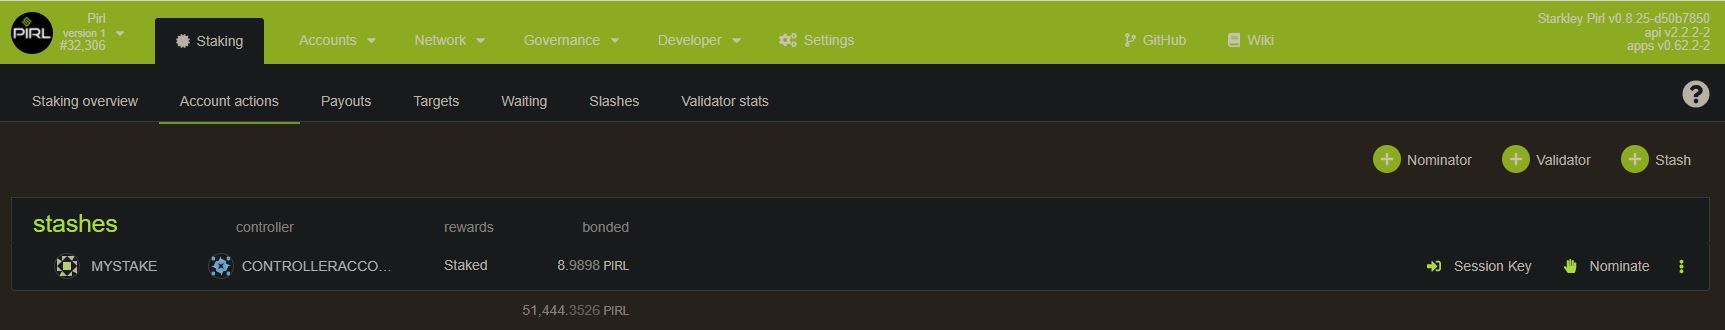 PIRL
Pirl
version 1
#32,306
Staking
Accounts
Network
Governance
Developer
Settings
GitHub
Wiki
Starkley Pirl v0.8.25-d50b7850
api v2.2.2-2
apps v0.62.2-2
Staking overview
Account actions
Payouts
Targets
Waiting
Slashes
Validator stats
?
Nominator
Validator
Stash
stashes controller rewards bonded
MYSTAKE CONTROLLERACCO... Staked 8.9898 PIRL Session Key Nominate
51,444.3526 PIRL